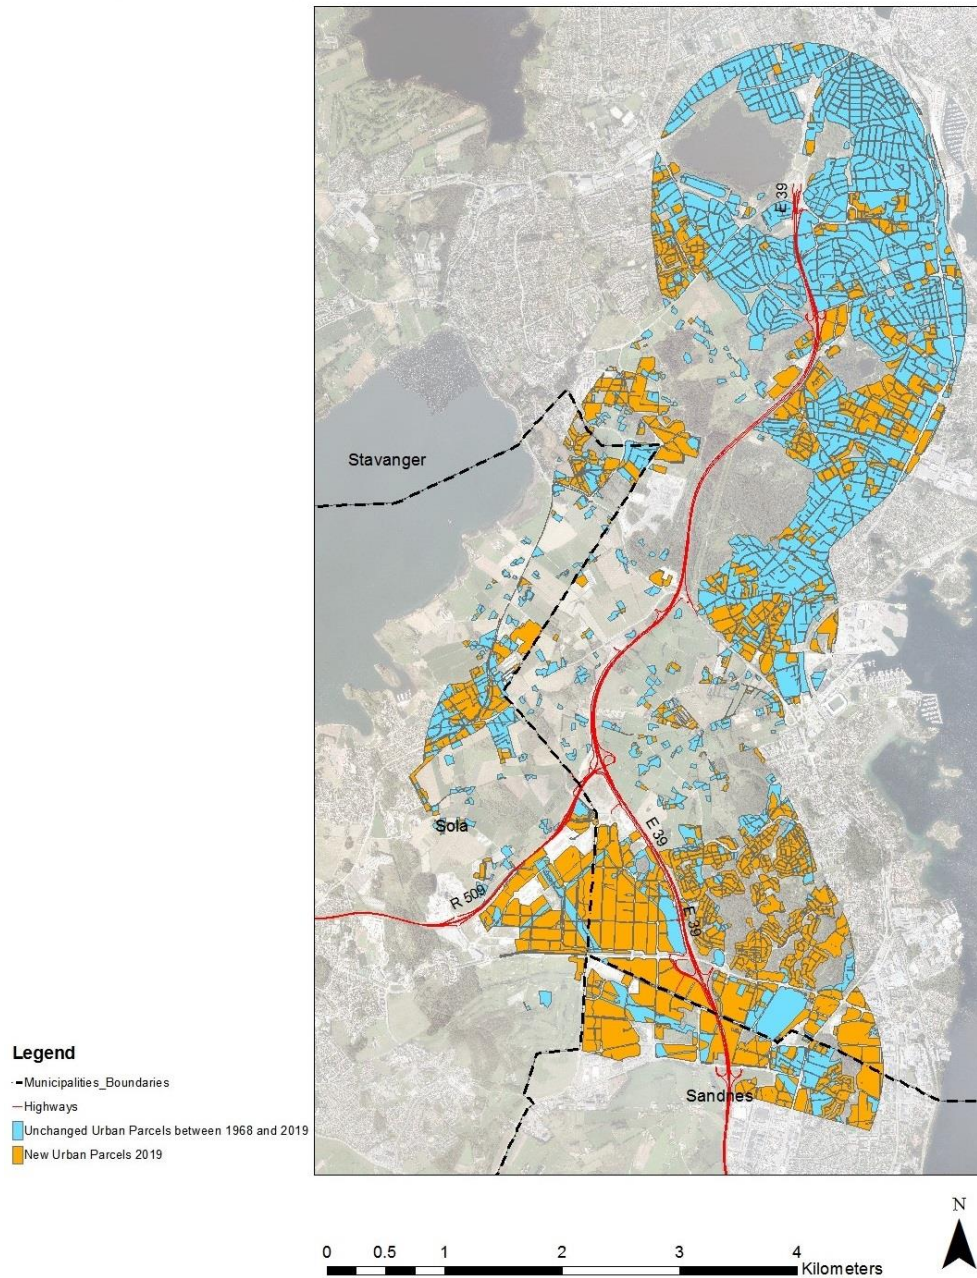 E 39
Stavanger
Sola
E 39
R 509
E 39
Sandnes
Legend
Municipalities_Boundaries
Highways
Unchanged Urban Parcels between 1968 and 2019
New Urban Parcels 2019
N
0 0.5 1 2 3 4
Kilometers